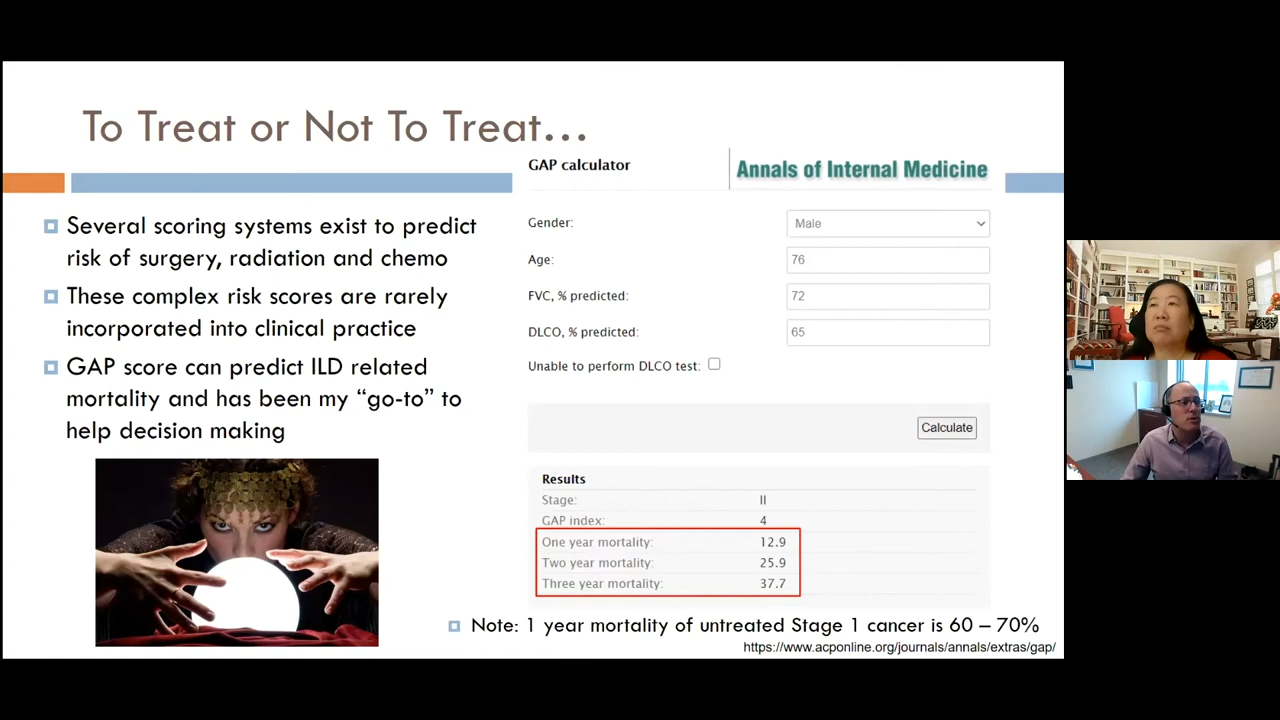 To Treat or Not To Treat...
GAP calculator
Annals of Internal Medicine
Several scoring systems exist to predict
risk of surgery, radiation and chemo
These complex risk scores are rarely
incorporated into clinical practice
GAP score can predict ILD related
mortality and has been my “go-to” to
help decision making
Gender:
Male
Age:
76
FVC, % predicted:
72
DLCO, % predicted:
65
Unable to perform DLCO test:
Calculate
Results
Stage:
II
GAP index:
4
One year mortality:
12.9
Two year mortality:
25.9
Three year mortality:
37.7
Note: 1 year mortality of untreated Stage 1 cancer is 60 – 70%
https://www.acponline.org/journals/annals/extras/gap/